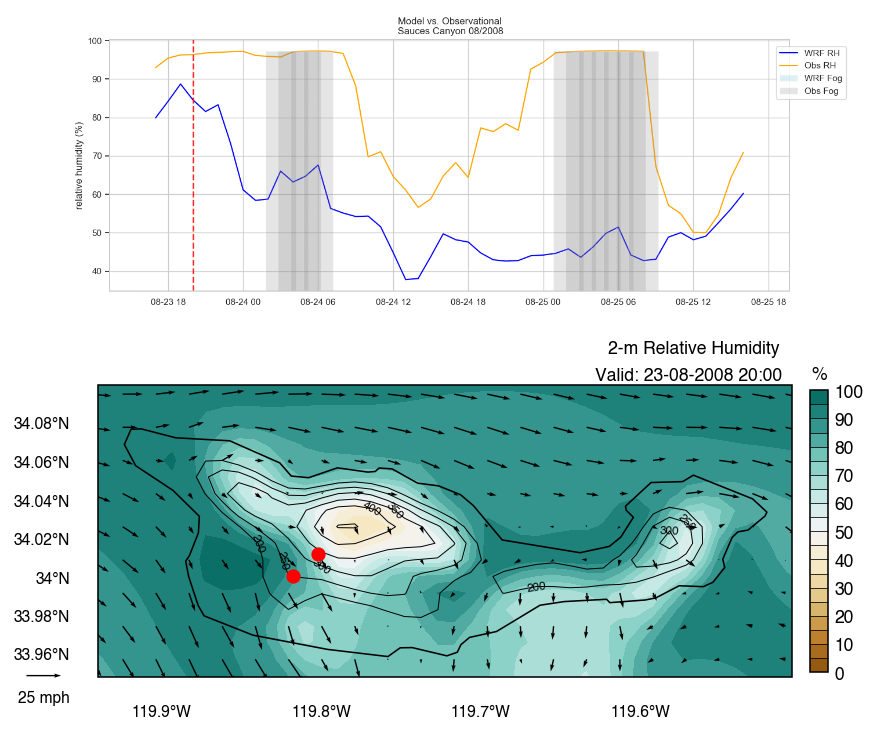 Model vs. Observational
Sauces Canyon 08/2008
relative humidity (%)
100
90
80
70
60
50
40
08-23 18
08-24 00
08-24 06
08-24 12
08-24 18
08-25 00
08-25 06
08-25 12
08-25 18
WRF RH
Obs RH
WRF Fog
Obs Fog
2-m Relative Humidity
Valid: 23-08-2008 20:00
%
34.08°N
34.06°N
34.04°N
34.02°N
34°N
33.98°N
33.96°N
25 mph
119.9°W
119.8°W
119.7°W
119.6°W
400
300
200
200
100
90
80
70
60
50
40
30
20
10
0